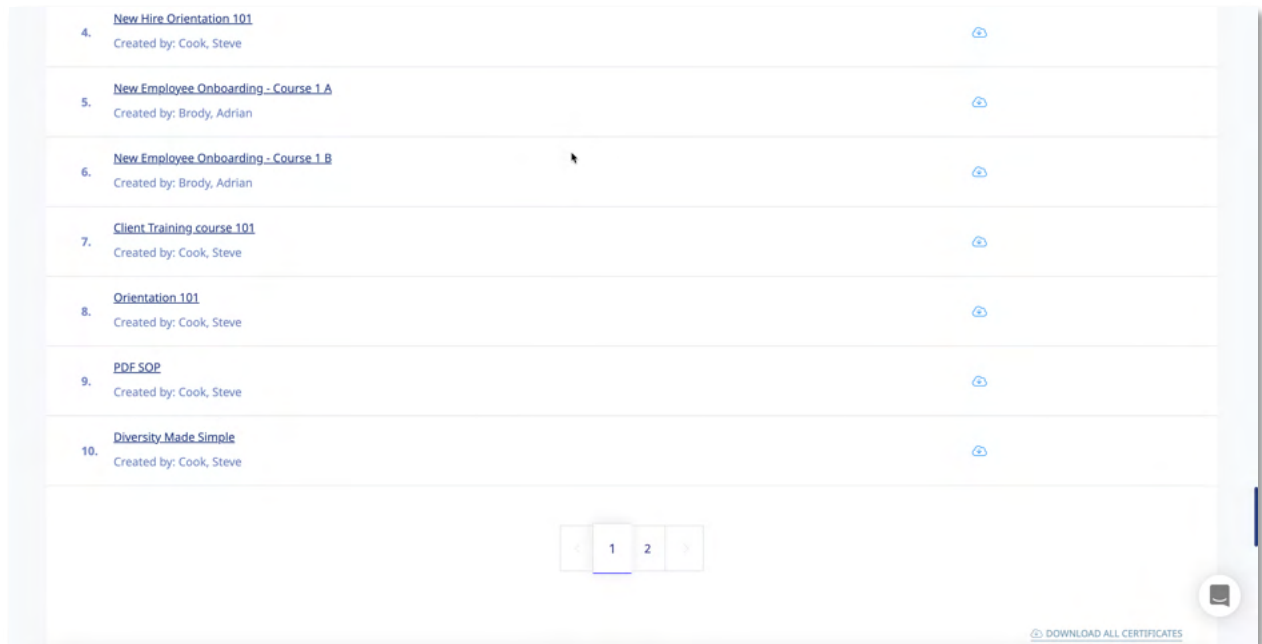 4.
New Hire Orientation 101
Created by: Cook, Steve
5.
New Employee Onboarding - Course 1 A
Created by: Brody, Adrian
6.
New Employee Onboarding - Course 1 B
Created by: Brody, Adrian
7.
Client Training course 101
Created by: Cook, Steve
8.
Orientation 101
Created by: Cook, Steve
9.
PDF SOP
Created by: Cook, Steve
10.
Diversity Made Simple
Created by: Cook, Steve
< 1 2 >
DOWNLOAD ALL CERTIFICATES